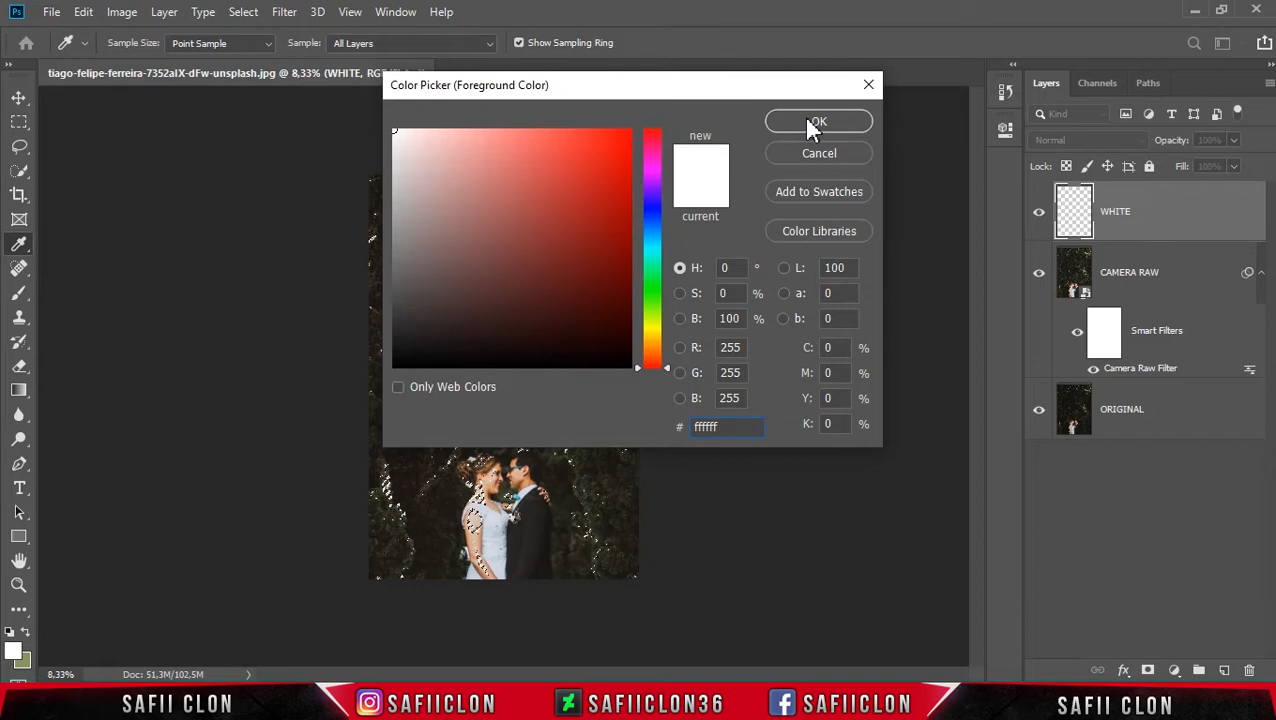 Ps File Edit Image Layer Type Select Filter 3D View Window Help
Sample Size: Point Sample Sample: All Layers Show Sampling Ring
tiago-felipe-ferreira-7352aIX-dFw-unsplash.jpg @ 8,33% (WHITE,
Color Picker (Foreground Color)
new
current
OK
Cancel
Add to Swatches
Color Libraries
H: 0 ° L: 100
S: 0 % a: 0
B: 100 % b: 0
R: 255 C: 0 %
G: 255 M: 0 %
B: 255 Y: 0 %
# ffffff K: 0 %
Only Web Colors
Layers Channels Paths
Kind
Normal Opacity: 100%
Lock: Fill: 100%
WHITE
CAMERA RAW
Smart Filters
Camera Raw Filter
ORIGINAL
8,33% Doc: 51,3M/102,5M
SAFII CLON SAFIICLON SAFIICLON36 SAFIICLON SAFII CLON